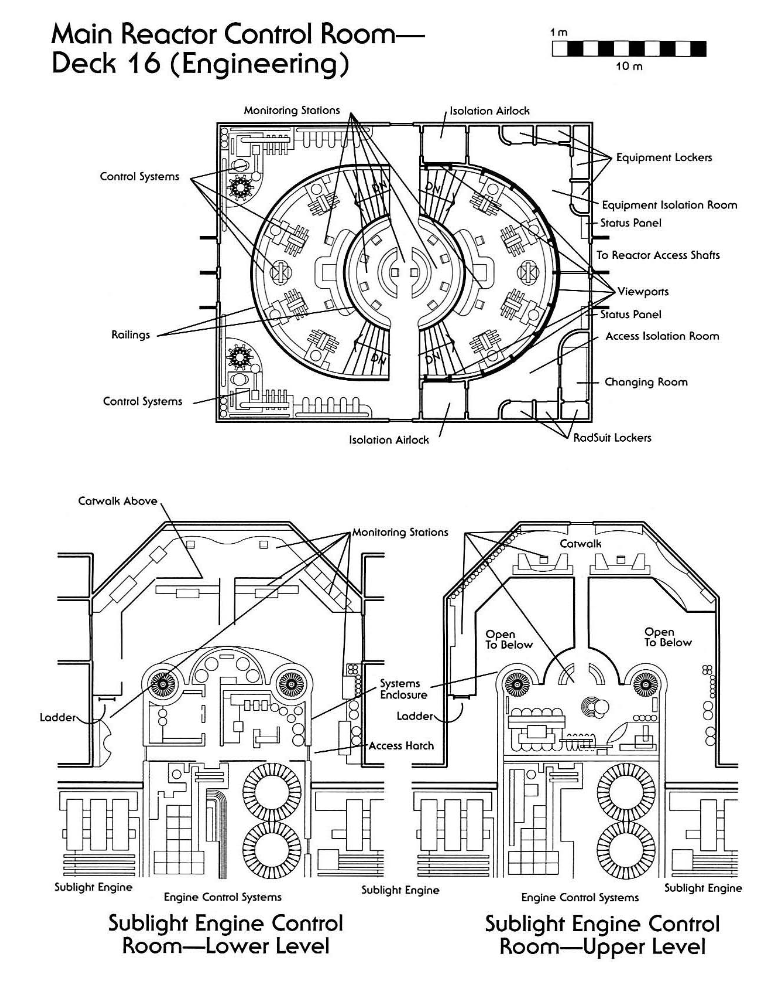 Main Reactor Control Room—
Deck 16 (Engineering)
1 m
10 m
Monitoring Stations
Isolation Airlock
Equipment Lockers
Control Systems
Equipment Isolation Room
Status Panel
To Reactor Access Shafts
Viewports
Status Panel
Railings
Access Isolation Room
Changing Room
Control Systems
Isolation Airlock
RadSuit Lockers
DN
DN
DN
DN
Catwalk Above
Monitoring Stations
Catwalk
Open
To Below
Open
To Below
Systems
Enclosure
Ladder
Ladder
Access Hatch
Sublight Engine
Engine Control Systems
Sublight Engine
Engine Control Systems
Sublight Engine
Sublight Engine Control
Room—Lower Level
Sublight Engine Control
Room—Upper Level